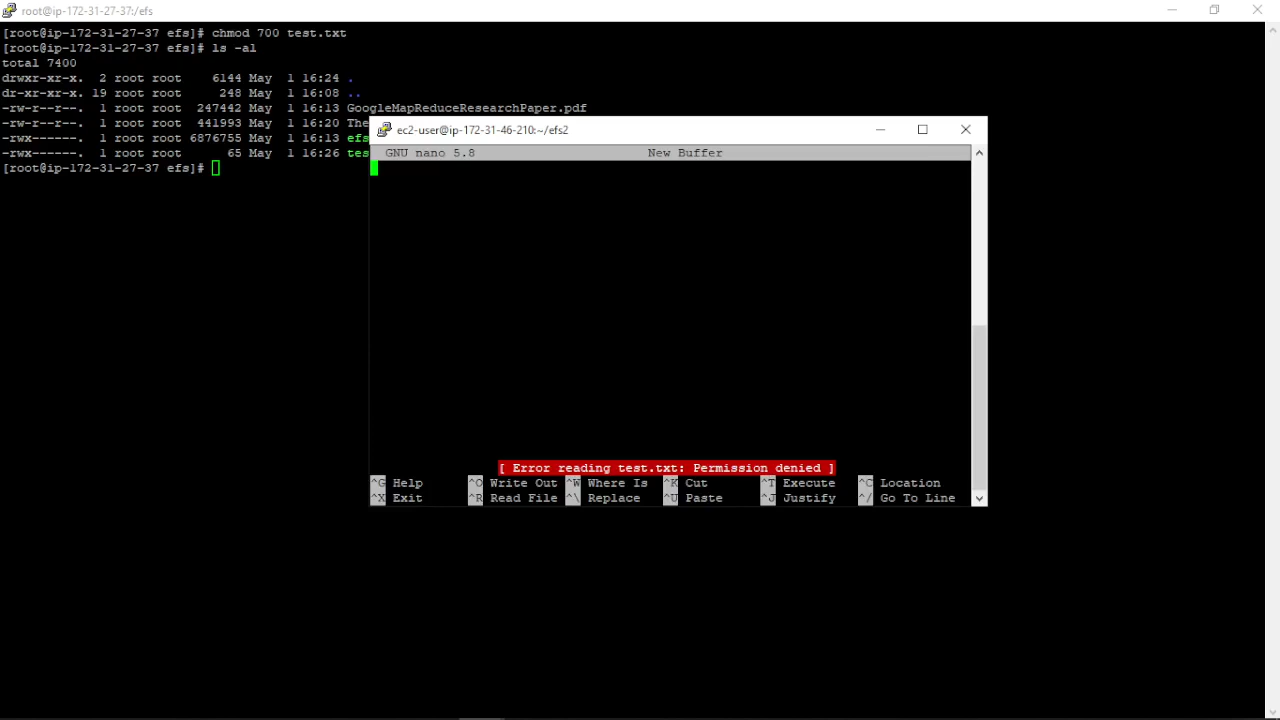 root@ip-172-31-27-37:/efs
[root@ip-172-31-27-37 efs]# chmod 700 test.txt
[root@ip-172-31-27-37 efs]# ls -al
total 7400
drwxr-xr-x. 2 root root 6144 May 1 16:24 .
dr-xr-xr-x. 19 root root 248 May 1 16:08 ..
-rw-r--r--. 1 root root 247442 May 1 16:13 GoogleMapReduceResearchPaper.pdf
-rw-r--r--. 1 root root 441993 May 1 16:20 The
-rwx------. 1 root root 6876755 May 1 16:13 efs
-rwx------. 1 root root 65 May 1 16:26 tes
[root@ip-172-31-27-37 efs]#
ec2-user@ip-172-31-46-210:~/efs2
GNU nano 5.8 New Buffer
[ Error reading test.txt: Permission denied ]
^G Help ^O Write Out ^W Where Is ^K Cut ^T Execute ^C Location
^X Exit ^R Read File ^\ Replace ^U Paste ^J Justify ^/ Go To Line